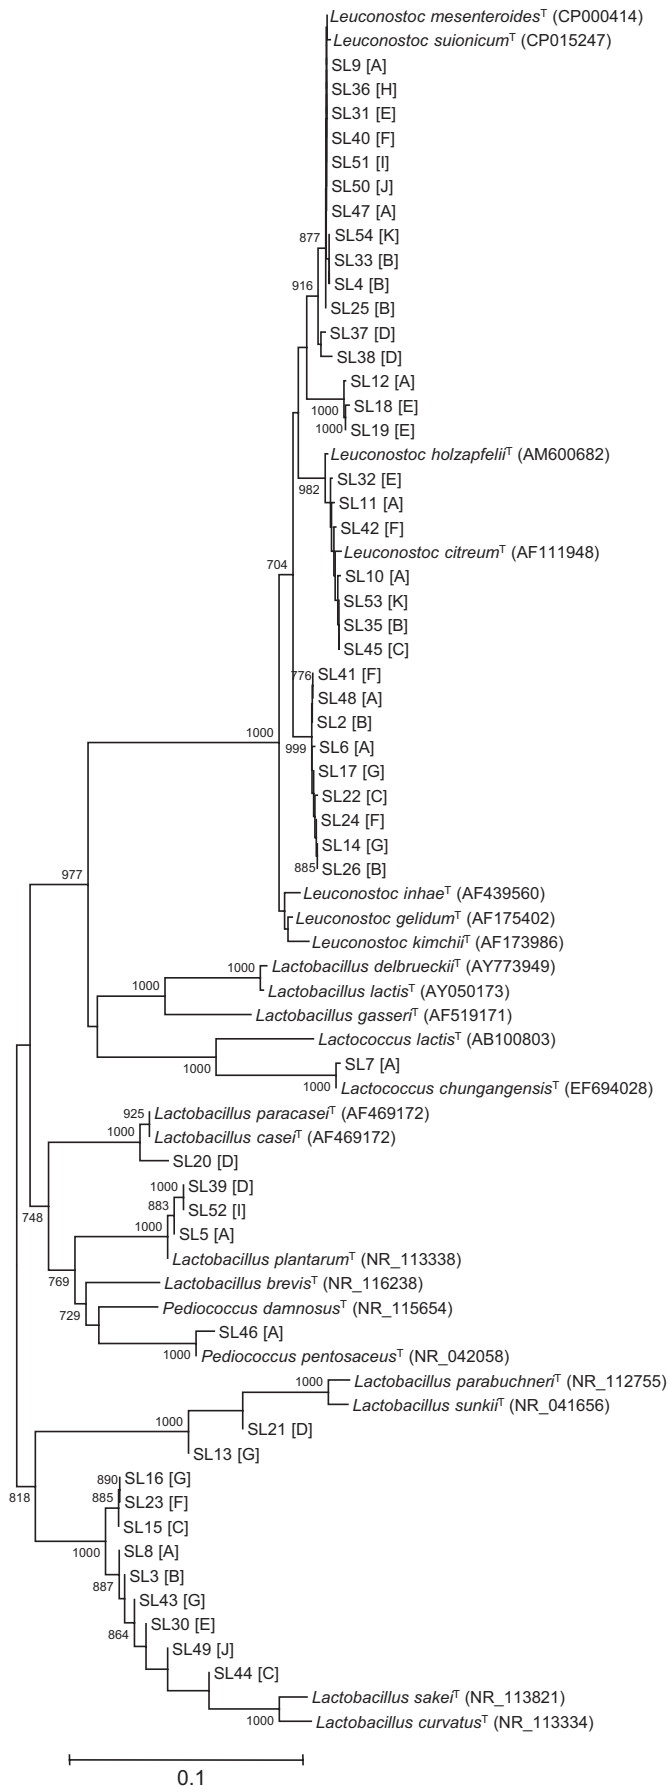 Leuconostoc mesenteroidesᵀ (CP000414)
Leuconostoc suionicumᵀ (CP015247)
SL9 [A]
SL36 [H]
SL31 [E]
SL40 [F]
SL51 [I]
SL50 [J]
SL47 [A]
877
SL54 [K]
SL33 [B]
916
SL4 [B]
SL25 [B]
SL37 [D]
SL38 [D]
SL12 [A]
1000
SL18 [E]
1000
SL19 [E]
Leuconostoc holzapfeliiᵀ (AM600682)
982
SL32 [E]
SL11 [A]
SL42 [F]
Leuconostoc citreumᵀ (AF111948)
704
SL10 [A]
SL53 [K]
SL35 [B]
SL45 [C]
776
SL41 [F]
SL48 [A]
SL2 [B]
1000
999
SL6 [A]
SL17 [G]
SL22 [C]
SL24 [F]
SL14 [G]
885
SL26 [B]
977
Leuconostoc inhaeᵀ (AF439560)
Leuconostoc gelidumᵀ (AF175402)
Leuconostoc kimchiiᵀ (AF173986)
1000
Lactobacillus delbrueckiiᵀ (AY773949)
1000
Lactobacillus lactisᵀ (AY050173)
Lactobacillus gasseriᵀ (AF519171)
Lactococcus lactisᵀ (AB100803)
1000
SL7 [A]
1000
Lactococcus chungangensisᵀ (EF694028)
925
Lactobacillus paracaseiᵀ (AF469172)
1000
Lactobacillus caseiᵀ (AF469172)
SL20 [D]
1000
SL39 [D]
883
SL52 [I]
748
1000
SL5 [A]
Lactobacillus plantarumᵀ (NR_113338)
769
Lactobacillus brevisᵀ (NR_116238)
729
Pediococcus damnosusᵀ (NR_115654)
SL46 [A]
1000
Pediococcus pentosaceusᵀ (NR_042058)
1000
Lactobacillus parabuchneriᵀ (NR_112755)
Lactobacillus sunkiiᵀ (NR_041656)
1000
SL21 [D]
SL13 [G]
890
SL16 [G]
818
885
SL23 [F]
SL15 [C]
1000
SL8 [A]
887
SL3 [B]
SL43 [G]
864
SL30 [E]
SL49 [J]
SL44 [C]
Lactobacillus sakeiᵀ (NR_113821)
1000
Lactobacillus curvatusᵀ (NR_113334)
0.1